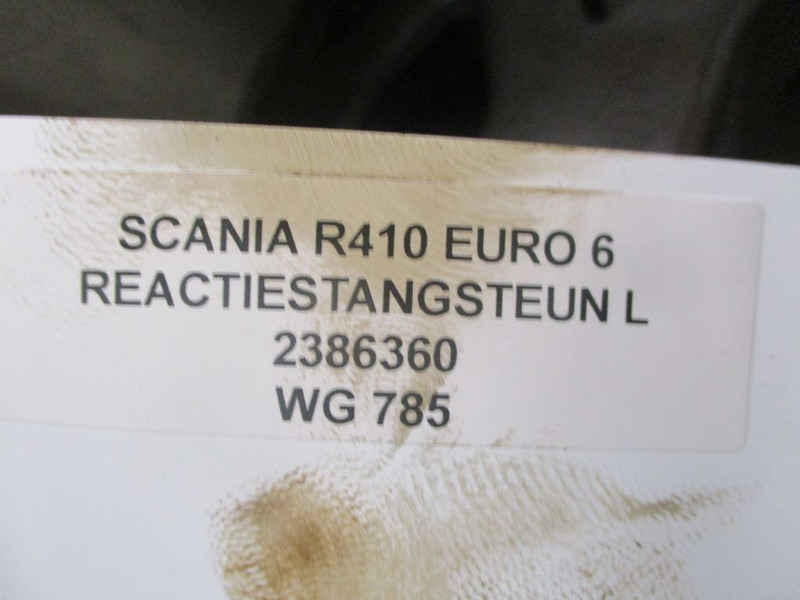 SCANIA R410 EURO 6
REACTIESTANGSTEUN L
2386360
WG 785